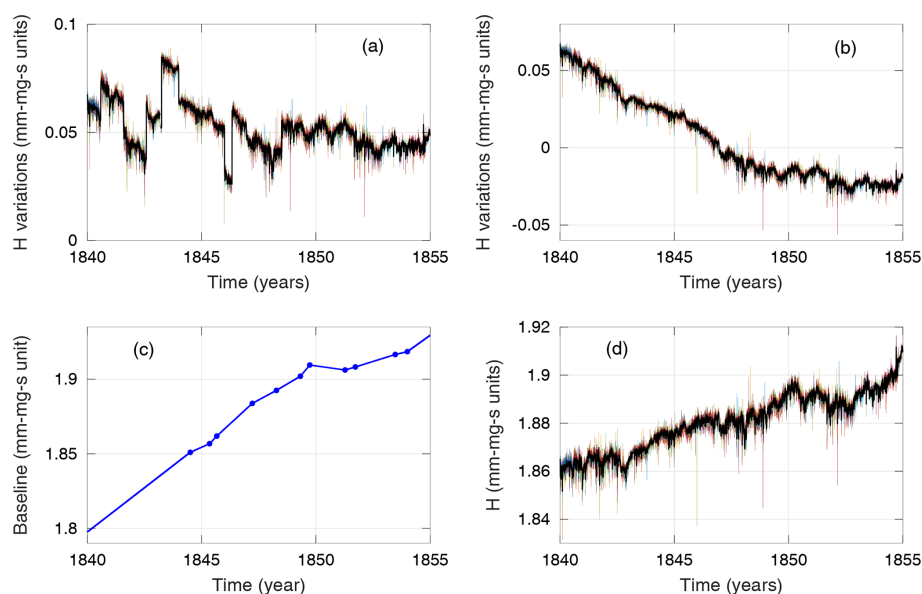 (a)
H variations (mm-mg-s units)
0.1
0.05
0
1840
1845
1850
1855
Time (years)
(b)
H variations (mm-mg-s units)
0.05
0
-0.05
1840
1845
1850
1855
Time (years)
(c)
Baseline (mm-mg-s unit)
1.9
1.85
1.8
1840
1845
1850
1855
Time (year)
(d)
H (mm-mg-s units)
1.92
1.9
1.88
1.86
1.84
1840
1845
1850
1855
Time (years)